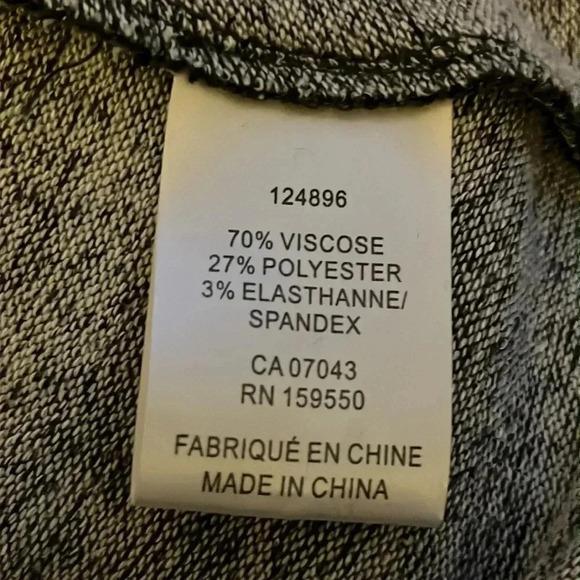 124896
70% VISCOSE
27% POLYESTER
3% ELASTHANNE/
SPANDEX
CA 07043
RN 159550
FABRIQUÉ EN CHINE
MADE IN CHINA